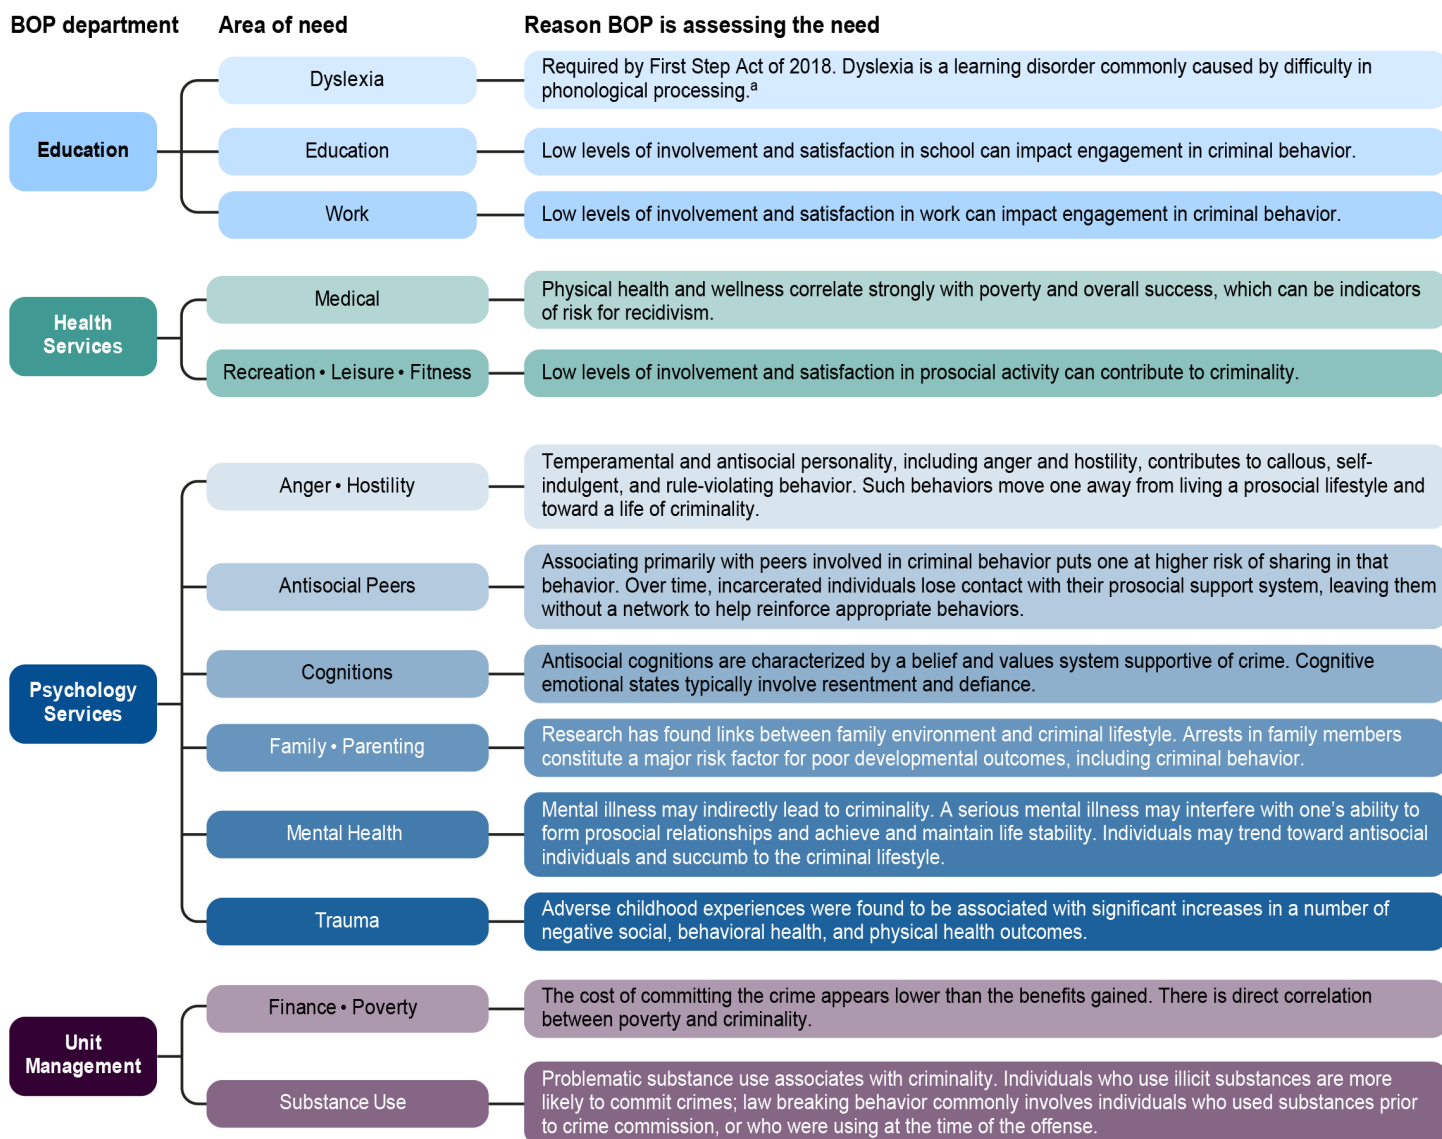 BOP department
Area of need
Reason BOP is assessing the need
Education
Dyslexia
Required by First Step Act of 2018. Dyslexia is a learning disorder commonly caused by difficulty in
phonological processing.ᵃ
Education
Low levels of involvement and satisfaction in school can impact engagement in criminal behavior.
Work
Low levels of involvement and satisfaction in work can impact engagement in criminal behavior.
Health
Services
Medical
Physical health and wellness correlate strongly with poverty and overall success, which can be indicators
of risk for recidivism.
Recreation • Leisure • Fitness
Low levels of involvement and satisfaction in prosocial activity can contribute to criminality.
Psychology
Services
Anger • Hostility
Temperamental and antisocial personality, including anger and hostility, contributes to callous, self-
indulgent, and rule-violating behavior. Such behaviors move one away from living a prosocial lifestyle and
toward a life of criminality.
Antisocial Peers
Associating primarily with peers involved in criminal behavior puts one at higher risk of sharing in that
behavior. Over time, incarcerated individuals lose contact with their prosocial support system, leaving them
without a network to help reinforce appropriate behaviors.
Cognitions
Antisocial cognitions are characterized by a belief and values system supportive of crime. Cognitive
emotional states typically involve resentment and defiance.
Family • Parenting
Research has found links between family environment and criminal lifestyle. Arrests in family members
constitute a major risk factor for poor developmental outcomes, including criminal behavior.
Mental Health
Mental illness may indirectly lead to criminality. A serious mental illness may interfere with one’s ability to
form prosocial relationships and achieve and maintain life stability. Individuals may trend toward antisocial
individuals and succumb to the criminal lifestyle.
Trauma
Adverse childhood experiences were found to be associated with significant increases in a number of
negative social, behavioral health, and physical health outcomes.
Unit
Management
Finance • Poverty
The cost of committing the crime appears lower than the benefits gained. There is direct correlation
between poverty and criminality.
Substance Use
Problematic substance use associates with criminality. Individuals who use illicit substances are more
likely to commit crimes; law breaking behavior commonly involves individuals who used substances prior
to crime commission, or who were using at the time of the offense.